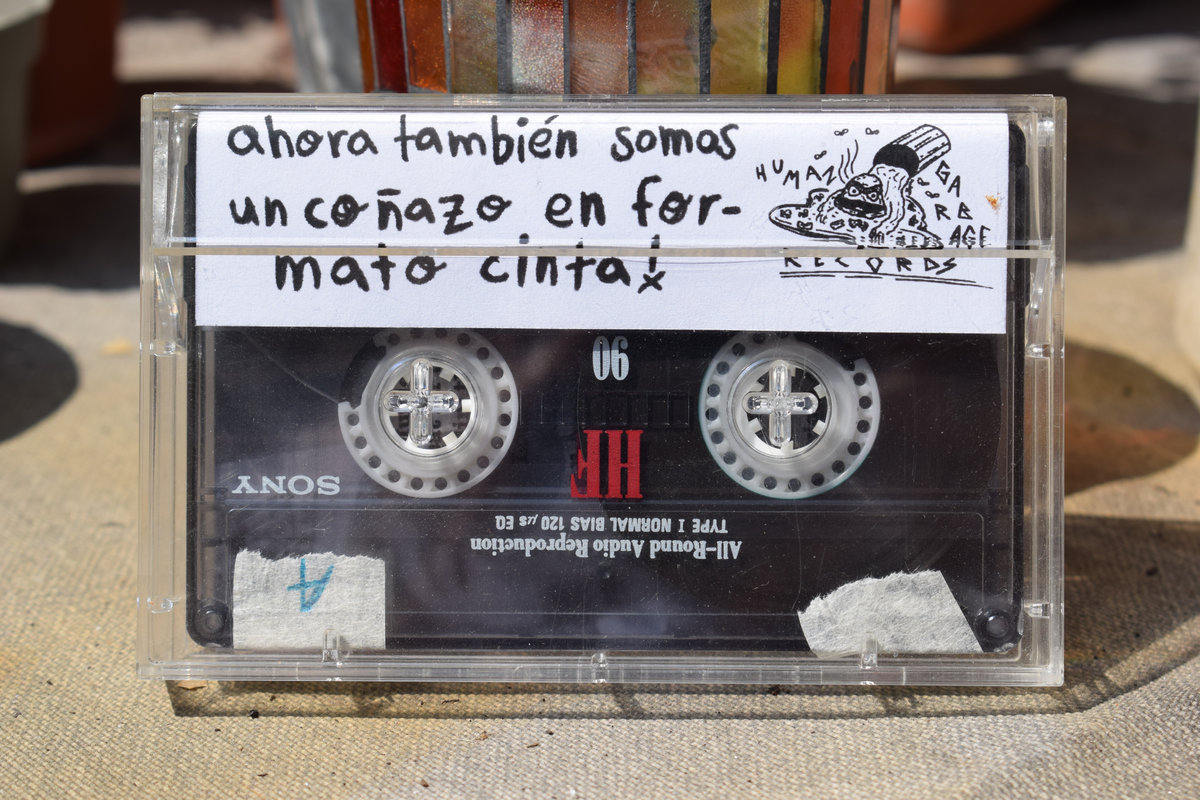 ahora también somos
un coñazo en for-
mato cinta!
HUMAN GARBAGE
RECORDS
90
HF
SONY
TYPE I NORMAL BIAS 120 µs EQ
All-Round Audio Reproduction
A